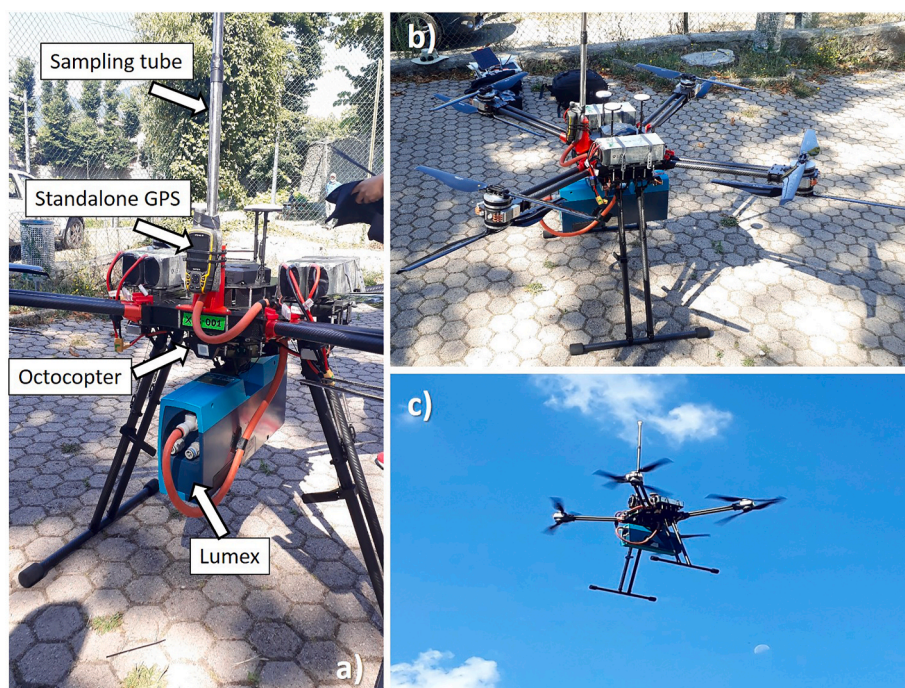 Sampling tube
Standalone GPS
Octocopter
Lumex
a)
b)
c)